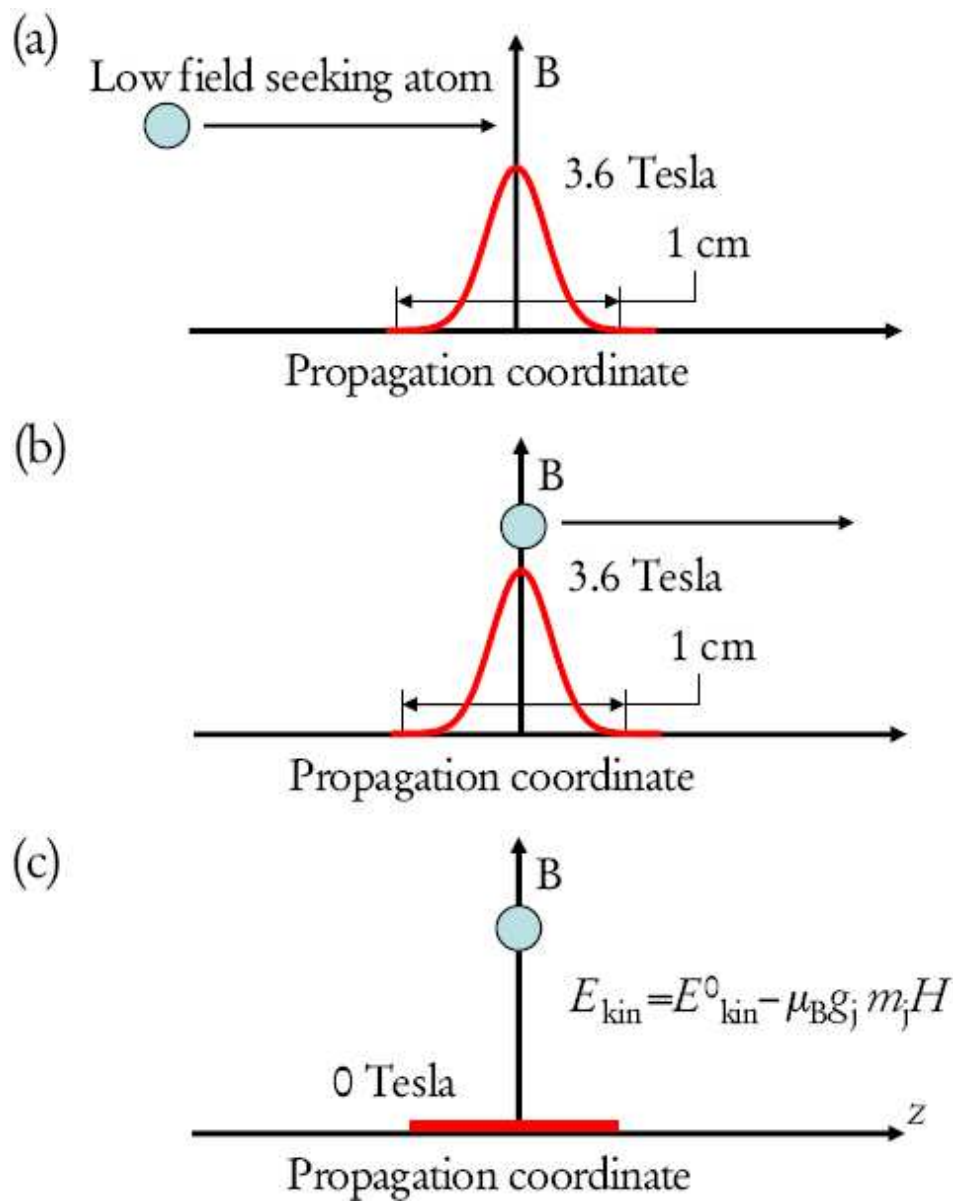 (a)
Low field seeking atom
B
3.6 Tesla
1 cm
Propagation coordinate
(b)
B
3.6 Tesla
1 cm
Propagation coordinate
(c)
B
E_kin = E⁰_kin − μ_B g_j m_j H
0 Tesla
z
Propagation coordinate